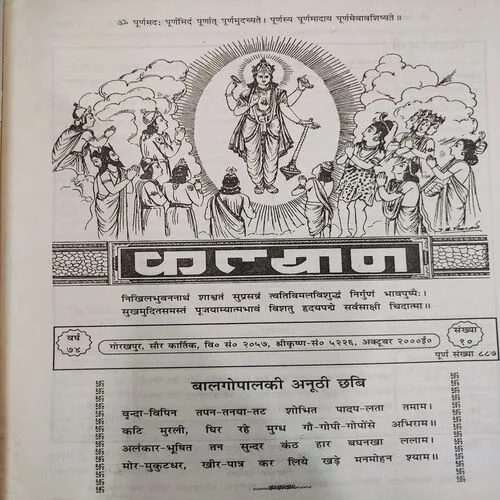 ॐ पूर्णमदः पूर्णमिदं पूर्णात् पूर्णमुदच्यते। पूर्णस्य पूर्णमादाय पूर्णमेवावशिष्यते॥
कल्याण
निखिलभुवननाथं शाश्वतं सुप्रसन्नं त्वतिविमलविशुद्धं निर्गुणं भावपुष्पैः।
सुखमुदितसमस्तं पूजयाम्यात्मभावं विशतु हृदयपद्मे सर्वसाक्षी चिदात्मा॥
वर्ष
७४
गोरखपुर, सौर कार्तिक, वि० सं० २०५७, श्रीकृष्ण-सं० ५२२६, अक्टूबर २०००ई०
संख्या
१०
पूर्ण संख्या ८८७
बालगोपालकी अनूठी छबि
वृन्दा-विपिन तपन-तनया-तट शोभित पादप-लता तमाम।
कटि मुरली, घिर रहे मुग्ध गौ-गोपी-गोपोंसे अभिराम॥
अलंकार-भूषित तन सुन्दर कंठ हार बघनखा ललाम।
मोर-मुकुटधर, खीर-पात्र कर लिये खड़े मनमोहन श्याम॥